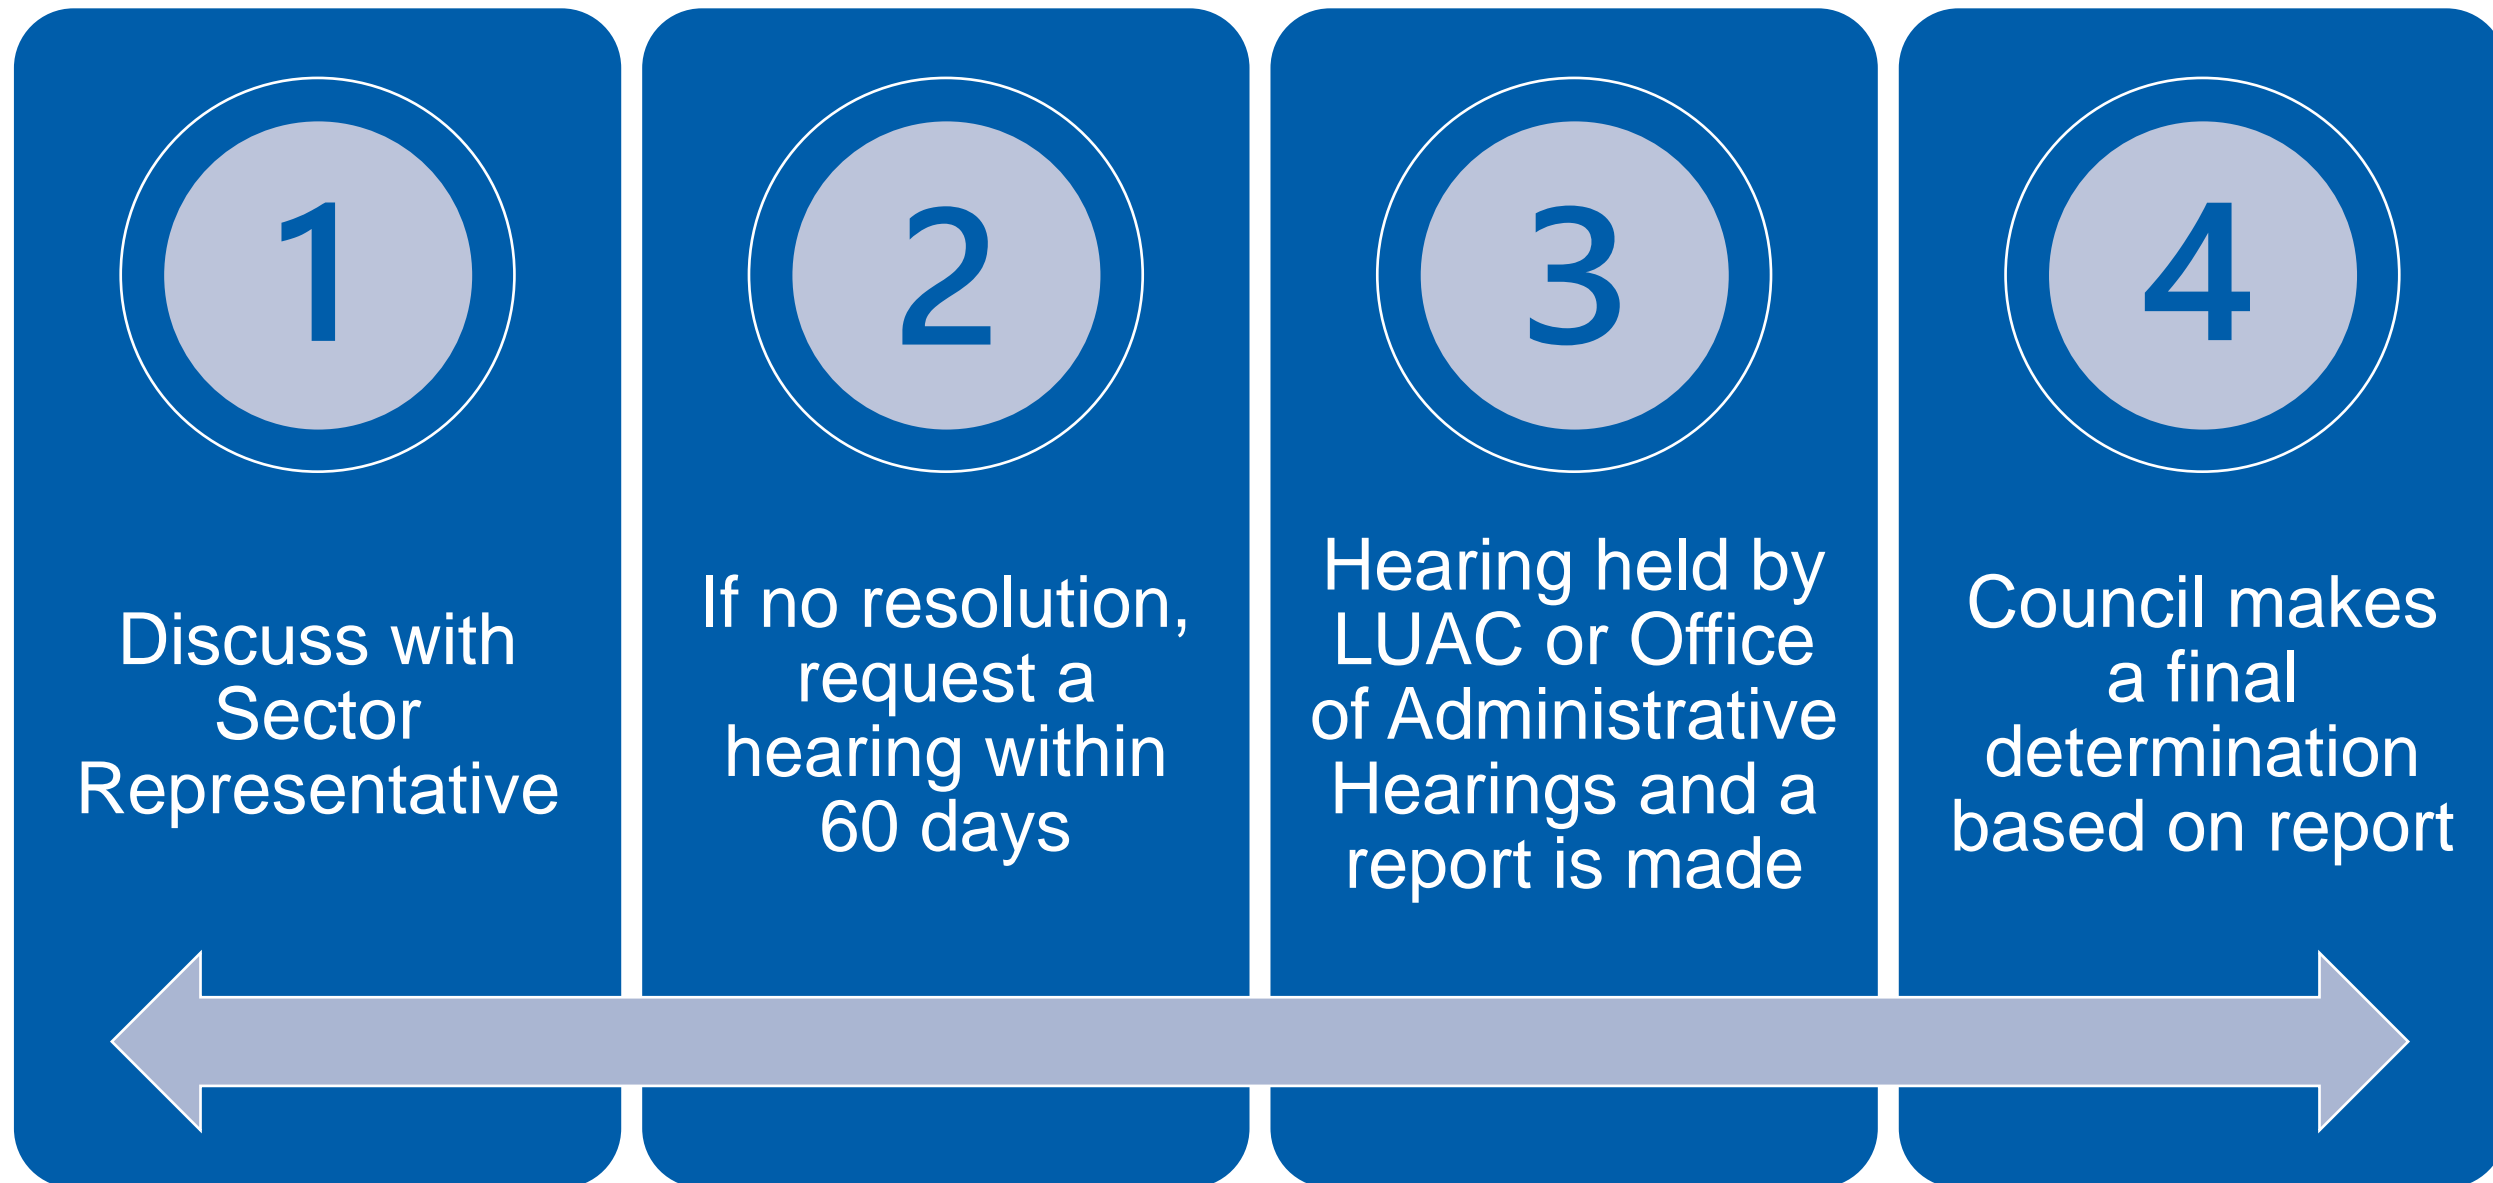 1
Discuss with
Sector
Representative
2
If no resolution,
request a
hearing within
60 days
3
Hearing held by
LUAC or Office
of Administrative
Hearings and a
report is made
4
Council makes
a final
determination
based on report